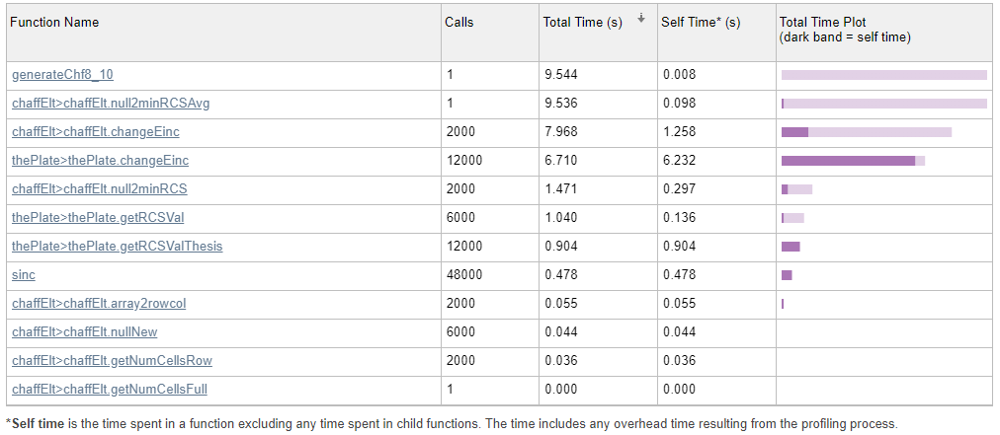 Function Name Calls Total Time (s) Self Time* (s) Total Time Plot
(dark band = self time)
generateChf8_10 1 9.544 0.008
chaffElt>chaffElt.null2minRCSAvg 1 9.536 0.098
chaffElt>chaffElt.changeEinc 2000 7.968 1.258
thePlate>thePlate.changeEinc 12000 6.710 6.232
chaffElt>chaffElt.null2minRCS 2000 1.471 0.297
thePlate>thePlate.getRCSVal 6000 1.040 0.136
thePlate>thePlate.getRCSValThesis 12000 0.904 0.904
sinc 48000 0.478 0.478
chaffElt>chaffElt.array2rowcol 2000 0.055 0.055
chaffElt>chaffElt.nullNew 6000 0.044 0.044
chaffElt>chaffElt.getNumCellsRow 2000 0.036 0.036
chaffElt>chaffElt.getNumCellsFull 1 0.000 0.000
*Self time is the time spent in a function excluding any time spent in child functions. The time includes any overhead time resulting from the profiling process.